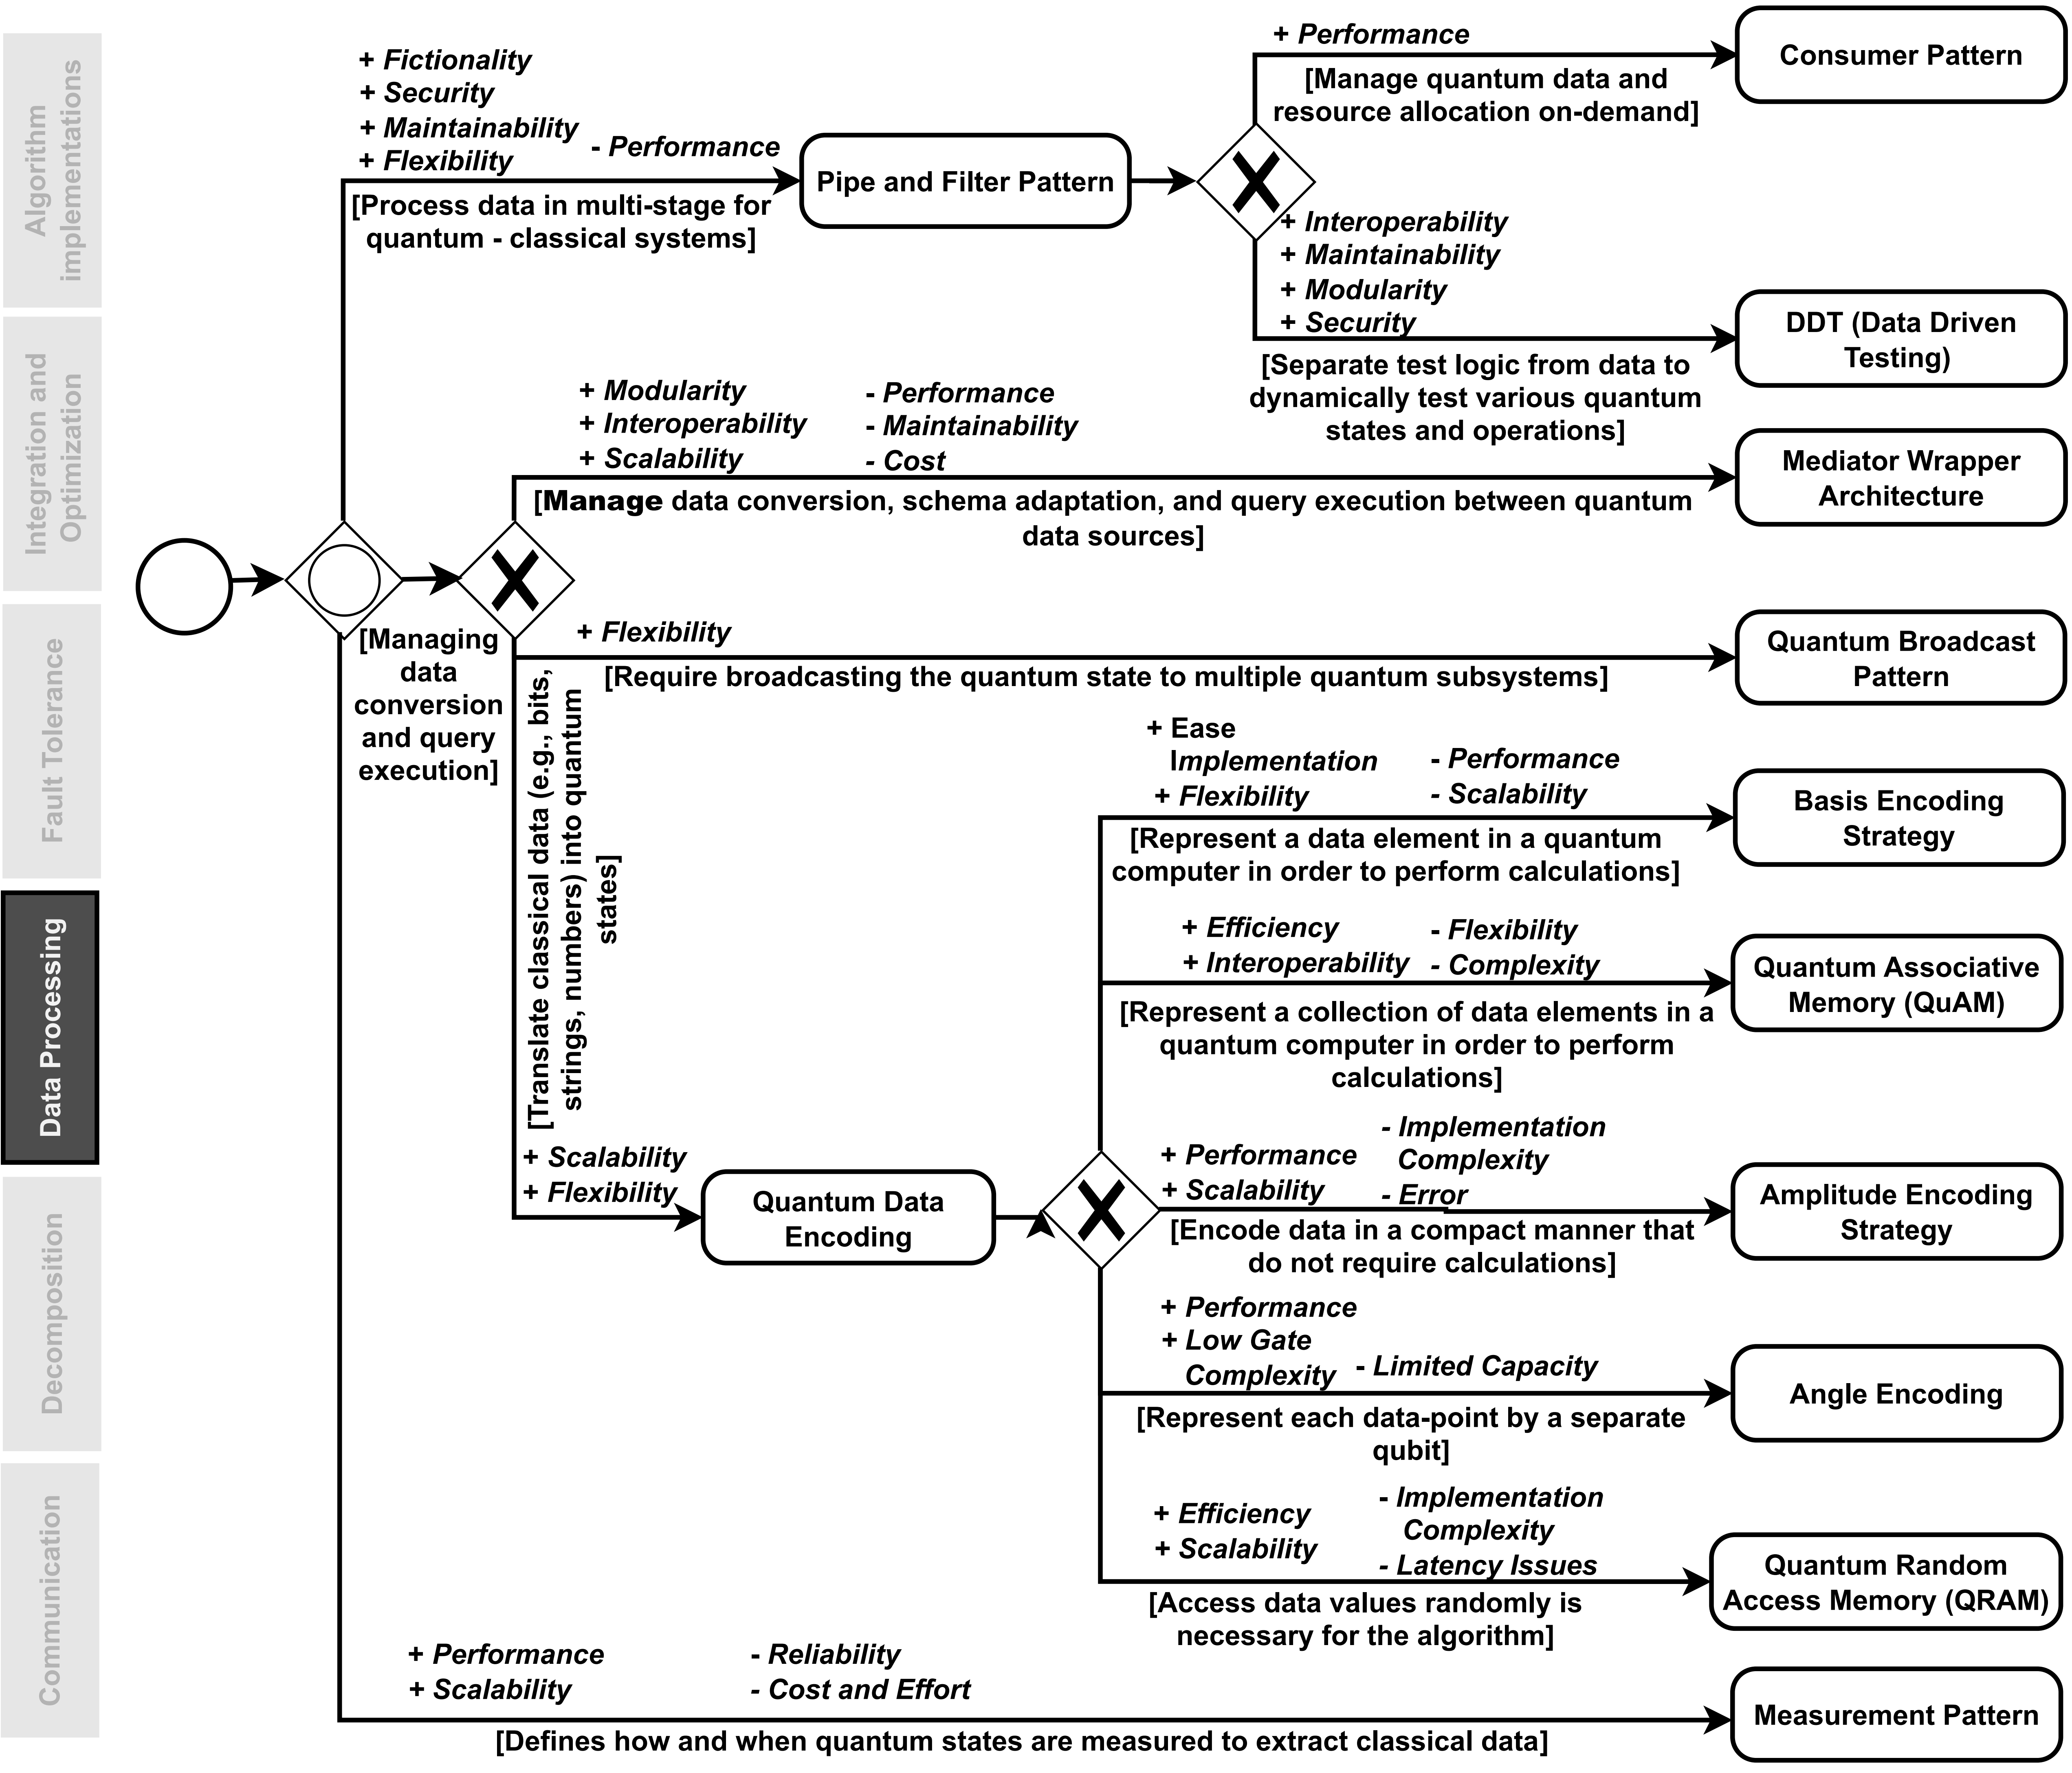 Algorithm
implementations
Integration and
Optimization
Fault Tolerance
Data Processing
Decomposition
Communication
+ Fictionality
+ Security
+ Maintainability
+ Flexibility
- Performance
[Process data in multi-stage for
quantum - classical systems]
Pipe and Filter Pattern
+ Performance
[Manage quantum data and
resource allocation on-demand]
Consumer Pattern
+ Interoperability
+ Maintainability
+ Modularity
+ Security
[Separate test logic from data to
dynamically test various quantum
states and operations]
DDT (Data Driven
Testing)
[Managing
data
conversion
and query
execution]
+ Modularity
+ Interoperability
+ Scalability
- Performance
- Maintainability
- Cost
[Manage data conversion, schema adaptation, and query execution between quantum
data sources]
Mediator Wrapper
Architecture
+ Flexibility
[Require broadcasting the quantum state to multiple quantum subsystems]
Quantum Broadcast
Pattern
[Translate classical data (e.g., bits,
strings, numbers) into quantum
states]
+ Scalability
+ Flexibility
Quantum Data
Encoding
+ Ease
Implementation
+ Flexibility
- Performance
- Scalability
[Represent a data element in a quantum
computer in order to perform calculations]
Basis Encoding
Strategy
+ Efficiency
+ Interoperability
- Flexibility
- Complexity
[Represent a collection of data elements in a
quantum computer in order to perform
calculations]
Quantum Associative
Memory (QuAM)
+ Performance
+ Scalability
- Implementation
Complexity
- Error
[Encode data in a compact manner that
do not require calculations]
Amplitude Encoding
Strategy
+ Performance
+ Low Gate
Complexity
- Limited Capacity
[Represent each data-point by a separate
qubit]
Angle Encoding
+ Efficiency
+ Scalability
- Implementation
Complexity
- Latency Issues
[Access data values randomly is
necessary for the algorithm]
Quantum Random
Access Memory (QRAM)
+ Performance
+ Scalability
- Reliability
- Cost and Effort
[Defines how and when quantum states are measured to extract classical data]
Measurement Pattern